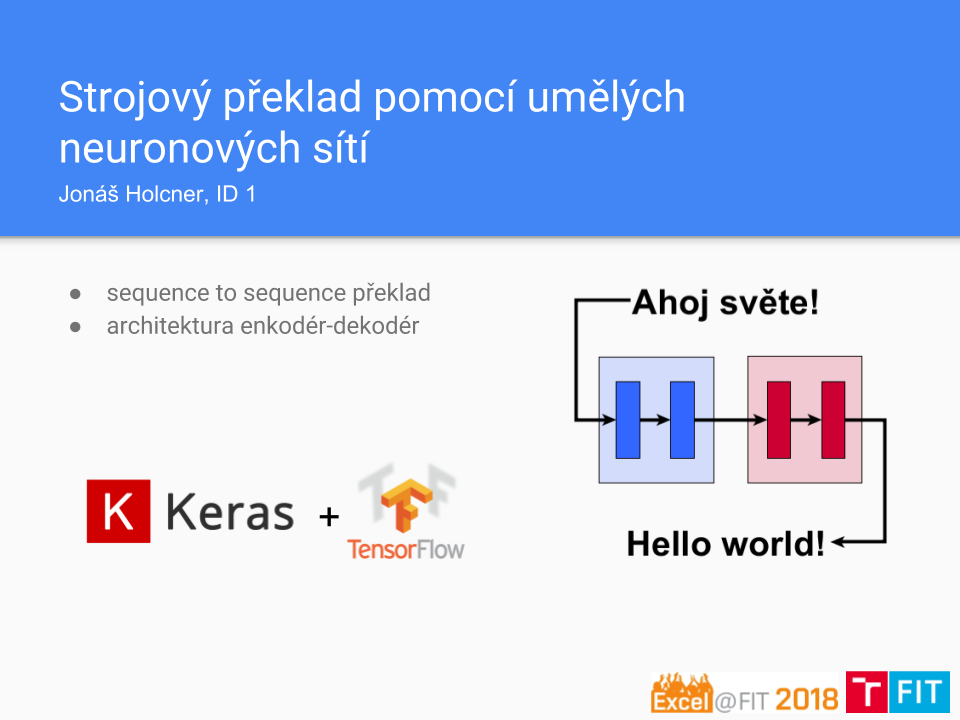 Strojový překlad pomocí umělých
neuronových sítí
Jonáš Holcner, ID 1
● sequence to sequence překlad
● architektura enkodér-dekodér
Ahoj světe!
K Keras + TensorFlow
Hello world!
Excel@FIT 2018 T FIT